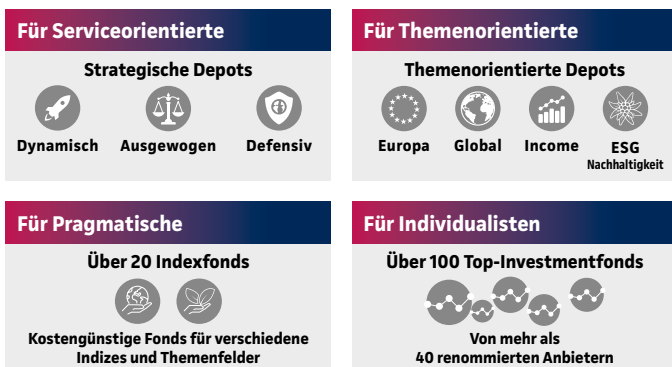 Für Serviceorientierte
Strategische Depots
Dynamisch
Ausgewogen
Defensiv
Für Themenorientierte
Themenorientierte Depots
Europa
Global
Income
ESG
Nachhaltigkeit
Für Pragmatische
Über 20 Indexfonds
Kostengünstige Fonds für verschiedene
Indizes und Themenfelder
Für Individualisten
Über 100 Top-Investmentfonds
Von mehr als
40 renommierten Anbietern